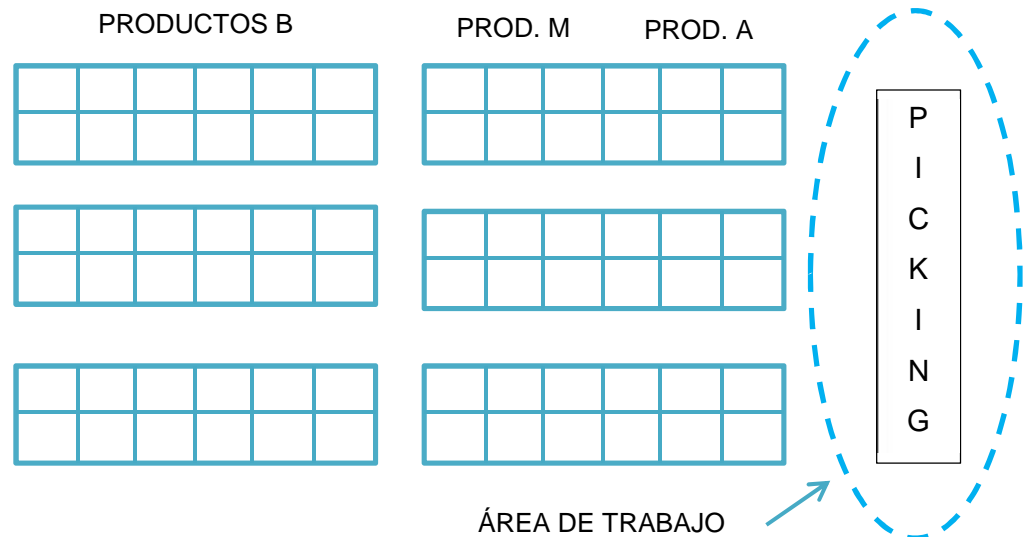 PRODUCTOS B
PROD. M
PROD. A
P
I
C
K
I
N
G
ÁREA DE TRABAJO